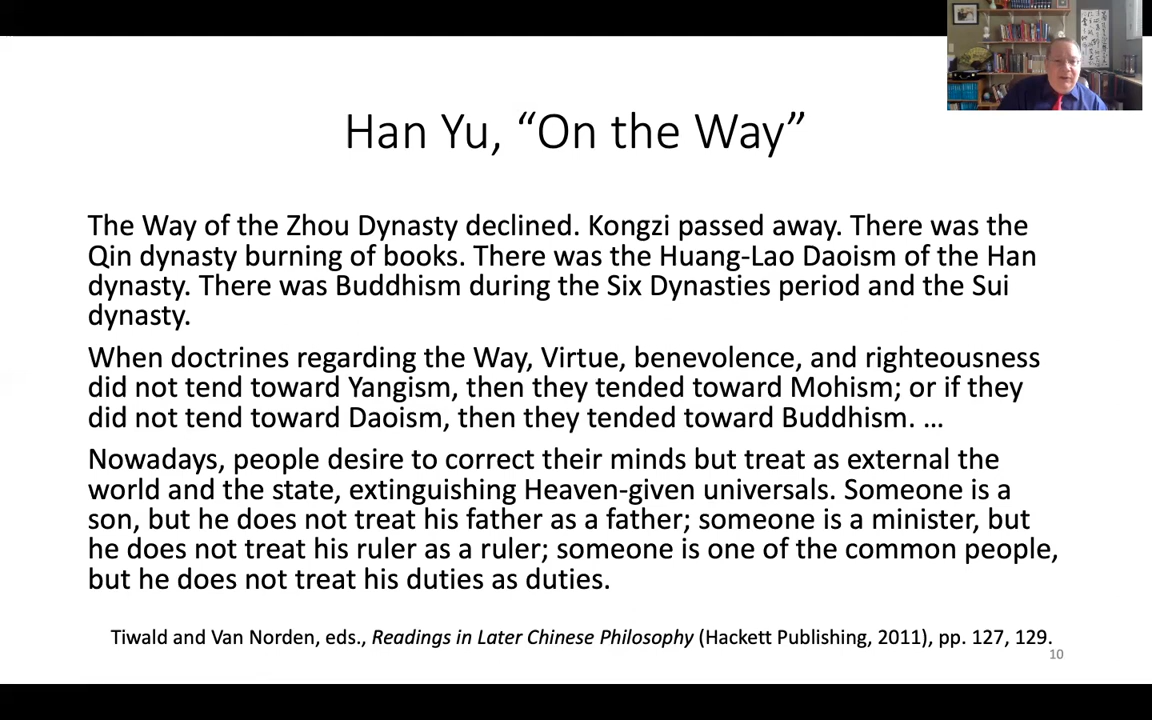 Han Yu, “On the Way”
The Way of the Zhou Dynasty declined. Kongzi passed away. There was the
Qin dynasty burning of books. There was the Huang-Lao Daoism of the Han
dynasty. There was Buddhism during the Six Dynasties period and the Sui
dynasty.
When doctrines regarding the Way, Virtue, benevolence, and righteousness
did not tend toward Yangism, then they tended toward Mohism; or if they
did not tend toward Daoism, then they tended toward Buddhism. …
Nowadays, people desire to correct their minds but treat as external the
world and the state, extinguishing Heaven-given universals. Someone is a
son, but he does not treat his father as a father; someone is a minister, but
he does not treat his ruler as a ruler; someone is one of the common people,
but he does not treat his duties as duties.
Tiwald and Van Norden, eds., Readings in Later Chinese Philosophy (Hackett Publishing, 2011), pp. 127, 129.
10